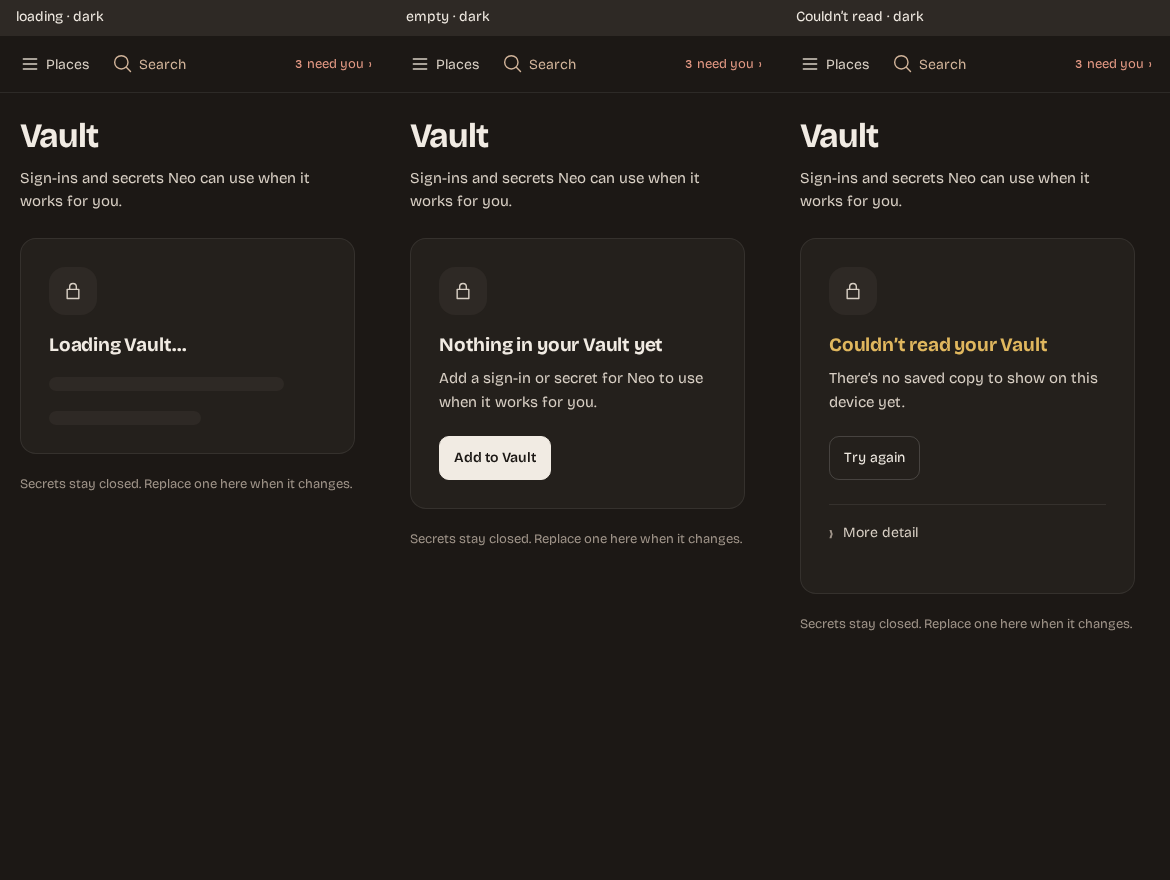 loading · dark
Places
Search
3 need you ›
Vault
Sign-ins and secrets Neo can use when it
works for you.
Loading Vault...
Secrets stay closed. Replace one here when it changes.
empty · dark
Places
Search
3 need you ›
Vault
Sign-ins and secrets Neo can use when it
works for you.
Nothing in your Vault yet
Add a sign-in or secret for Neo to use
when it works for you.
Add to Vault
Secrets stay closed. Replace one here when it changes.
Couldn’t read · dark
Places
Search
3 need you ›
Vault
Sign-ins and secrets Neo can use when it
works for you.
Couldn’t read your Vault
There’s no saved copy to show on this
device yet.
Try again
› More detail
Secrets stay closed. Replace one here when it changes.